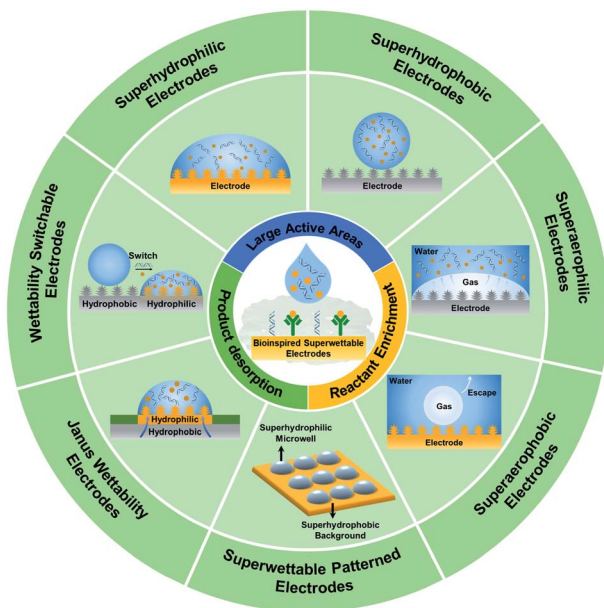 Superhydrophilic
Electrodes
Superhydrophobic
Electrodes
Superaerophilic
Electrodes
Superaerophobic
Electrodes
Superwettable Patterned
Electrodes
Janus Wettability
Electrodes
Wettability Switchable
Electrodes
Electrode
Electrode
Water
Gas
Electrode
Water
Escape
Gas
Electrode
Superhydrophilic
Microwell
Superhydrophobic
Background
Hydrophilic
Hydrophobic
Switch
Hydrophobic
Hydrophilic
Large Active Areas
Reactant Enrichment
Product desorption
Bioinspired Superwettable
Electrodes